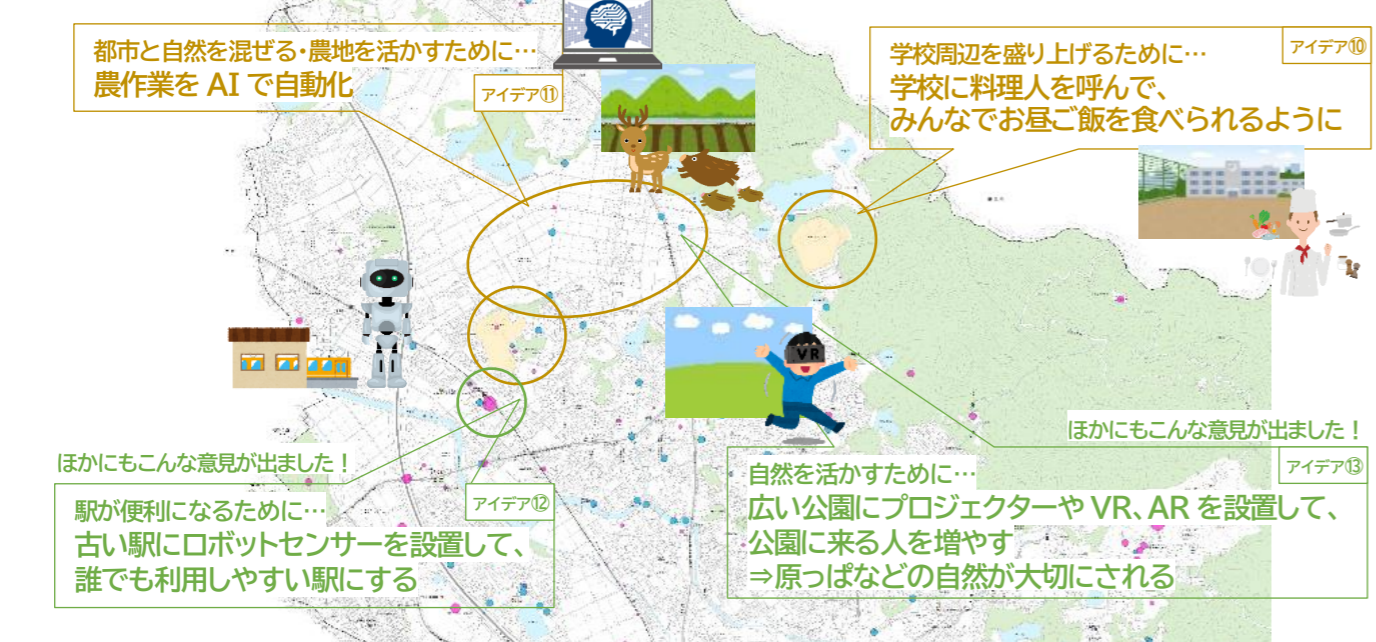 都市と自然を混ぜる・農地を活かすために…
農作業を AI で自動化
アイデア⑪
学校周辺を盛り上げるために…
アイデア⑩
学校に料理人を呼んで、
みんなでお昼ご飯を食べられるように
VR
ほかにもこんな意見が出ました！
アイデア⑫
駅が便利になるために…
古い駅にロボットセンサーを設置して、
誰でも利用しやすい駅にする
ほかにもこんな意見が出ました！
アイデア⑬
自然を活かすために…
広い公園にプロジェクターや VR、AR を設置して、
公園に来る人を増やす
⇒原っぱなどの自然が大切にされる